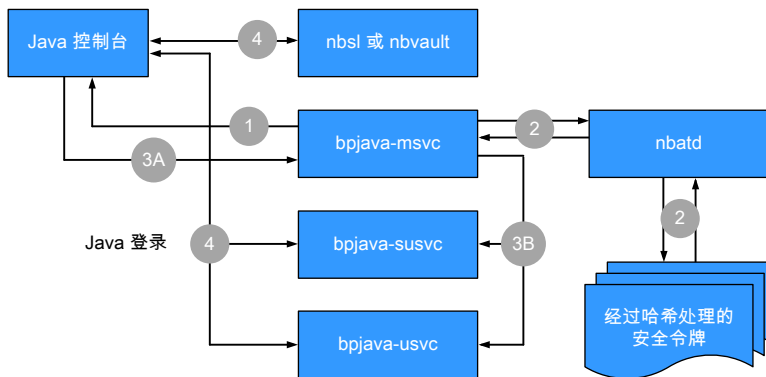 Java 控制台
4
nbsl 或 nbvault
1
bpjava-msvc
2
nbatd
3A
2
Java 登录
4
bpjava-susvc
3B
经过哈希处理的
安全令牌
bpjava-usvc